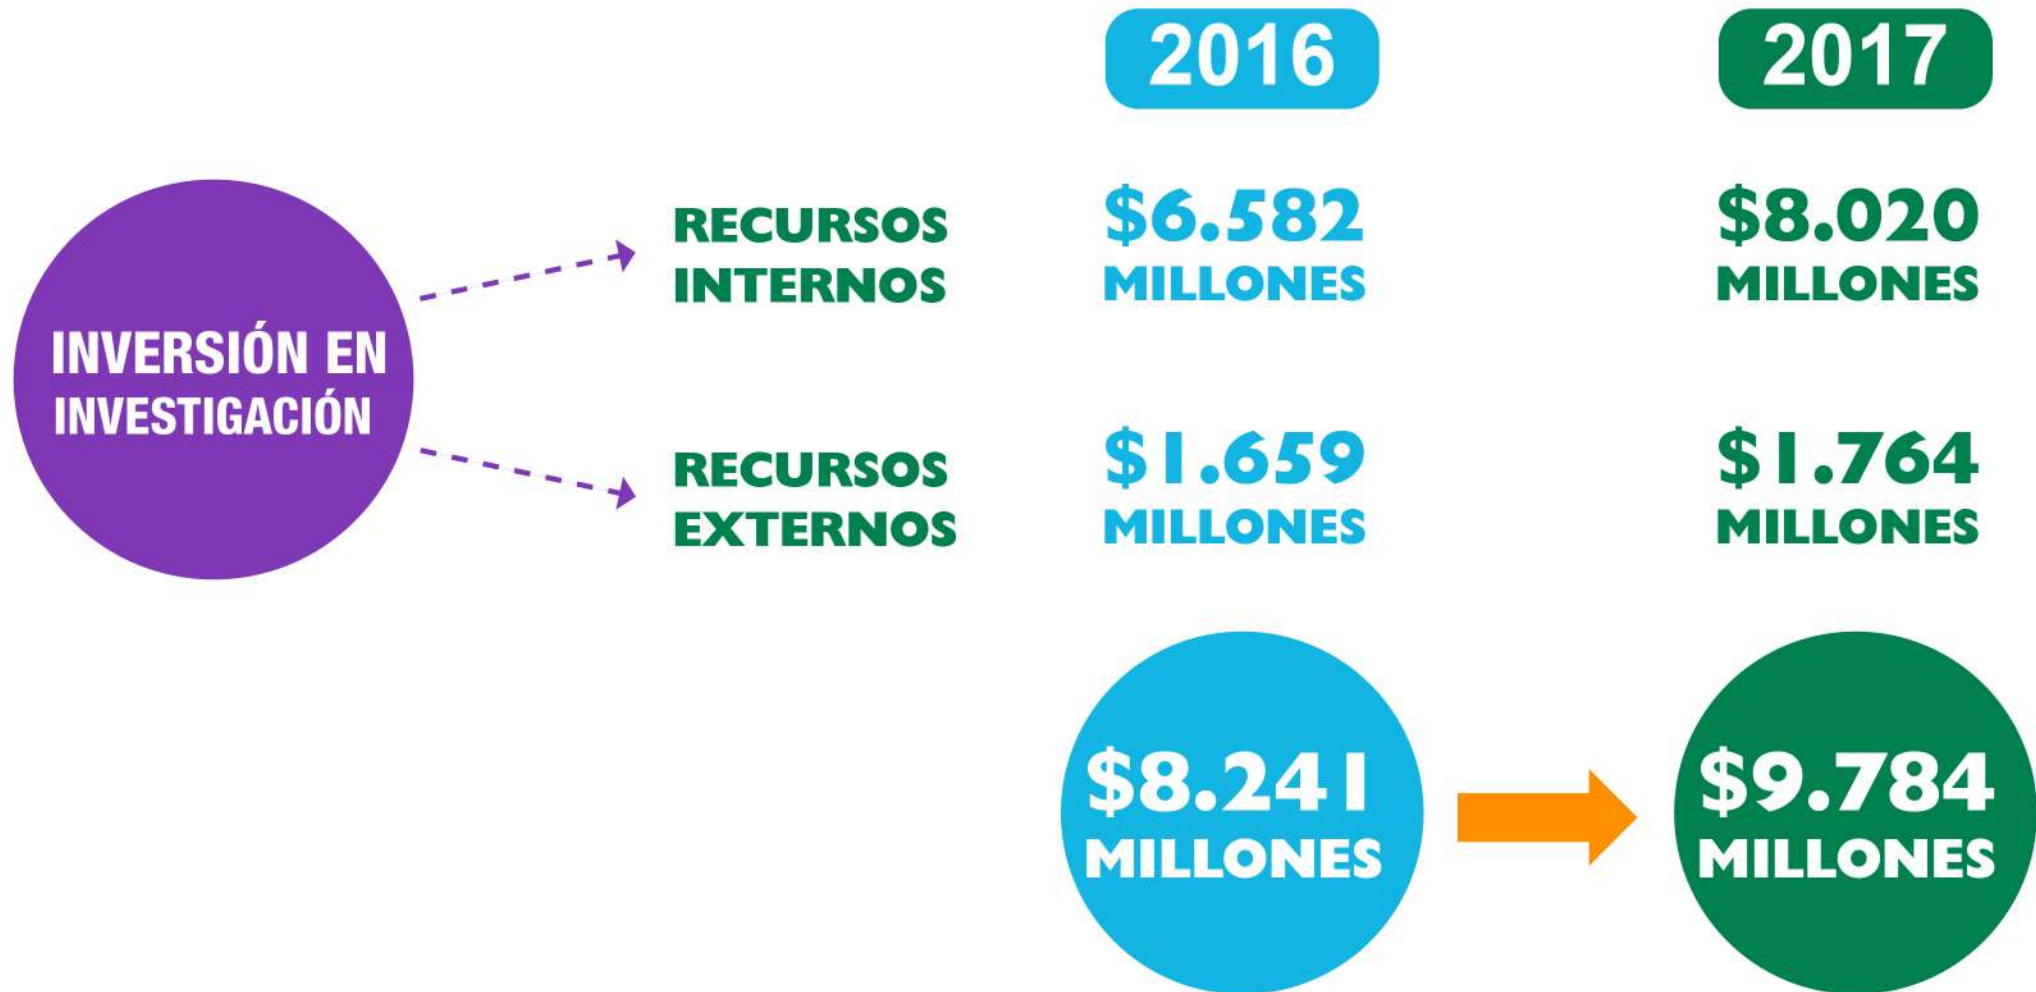 2016
2017
INVERSIÓN EN
INVESTIGACIÓN
RECURSOS
INTERNOS
$6.582
MILLONES
$8.020
MILLONES
RECURSOS
EXTERNOS
$1.659
MILLONES
$1.764
MILLONES
$8.241
MILLONES
$9.784
MILLONES